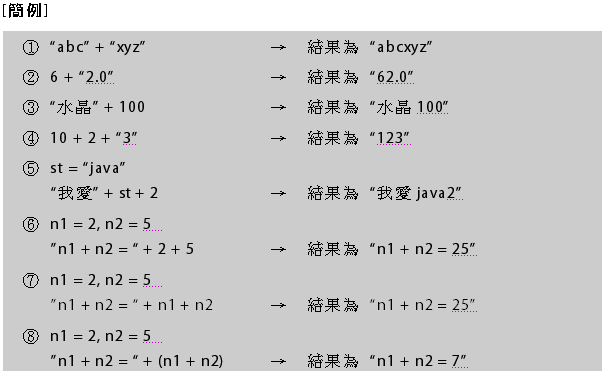 [簡例]
① “abc” + “xyz” → 結果為 “abcxyz”
② 6 + “2.0” → 結果為 “62.0”
③ “水晶” + 100 → 結果為 “水晶 100”
④ 10 + 2 + “3” → 結果為 “123”
⑤ st = “java”
“我愛” + st + 2 → 結果為 “我愛 java2”
⑥ n1 = 2, n2 = 5
”n1 + n2 = “ + 2 + 5 → 結果為 “n1 + n2 = 25”
⑦ n1 = 2, n2 = 5
”n1 + n2 = “ + n1 + n2 → 結果為 “n1 + n2 = 25”
⑧ n1 = 2, n2 = 5
”n1 + n2 = “ + (n1 + n2) → 結果為 “n1 + n2 = 7”